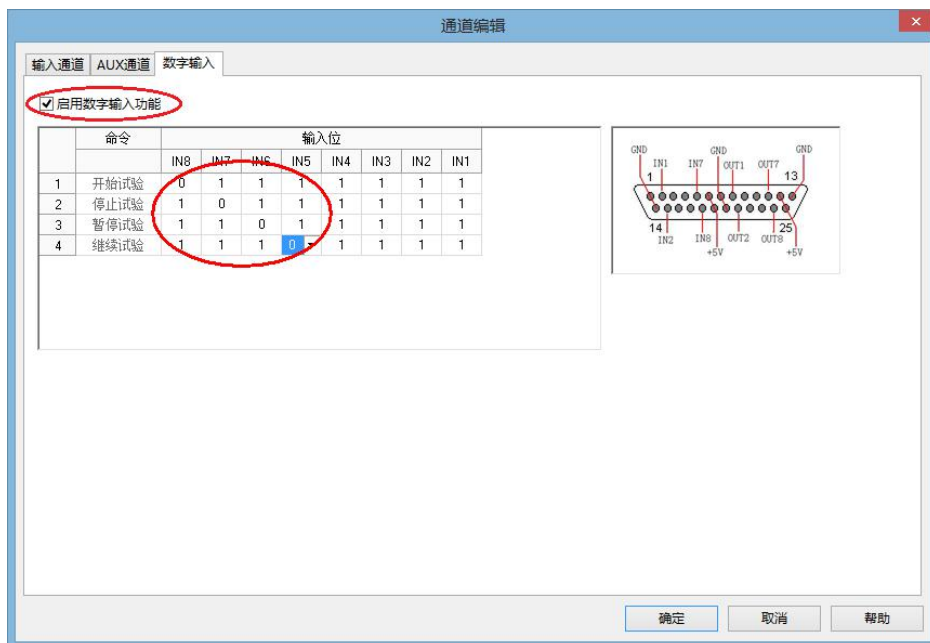 通道编辑
输入通道 AUX通道 数字输入
启用数字输入功能
命令 输入位
IN8 IN7 IN6 IN5 IN4 IN3 IN2 IN1
1 开始试验 0 1 1 1 1 1 1 1
2 停止试验 1 0 1 1 1 1 1 1
3 暂停试验 1 1 0 1 1 1 1 1
4 继续试验 1 1 1 0 1 1 1 1
GND GND GND
IN1 IN7 OUT1 OUT7
1 13
14 25
IN2 IN8 OUT2 OUT8
+5V +5V
确定 取消 帮助